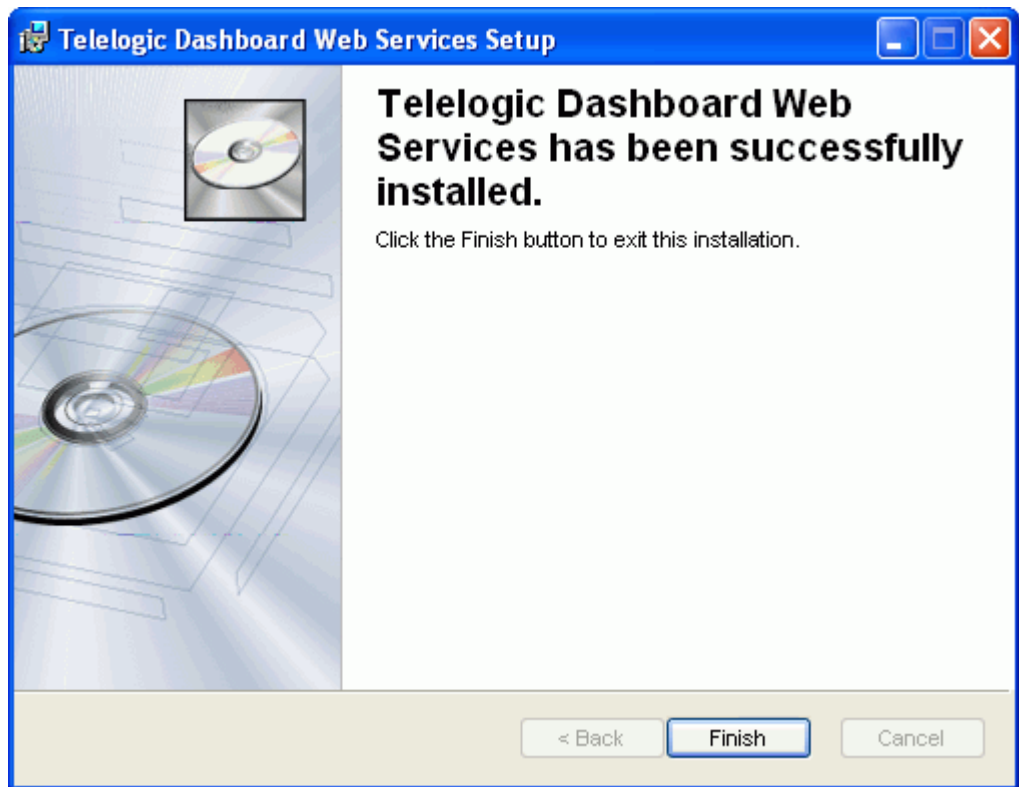 Telelogic Dashboard Web Services Setup
Telelogic Dashboard Web
Services has been successfully
installed.
Click the Finish button to exit this installation.
< Back
Finish
Cancel